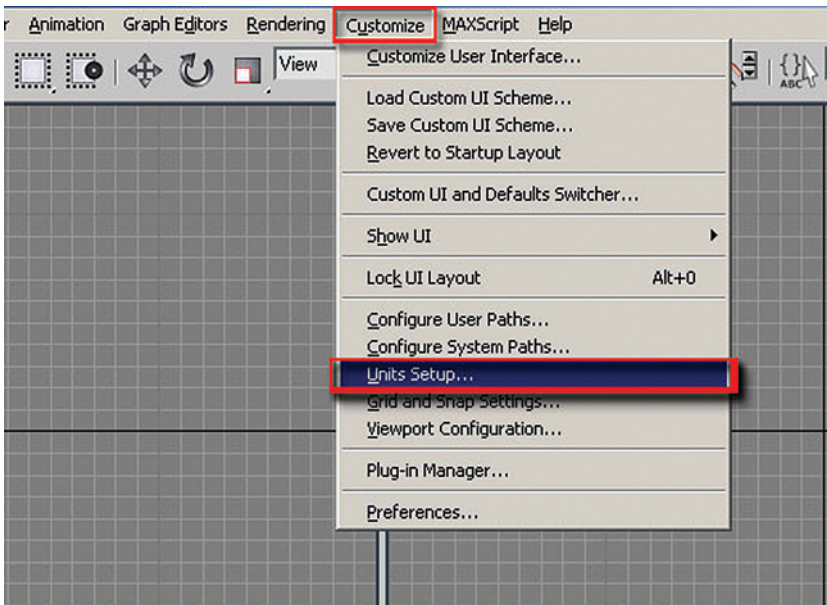 r Animation Graph Editors Rendering Customize MAXScript Help
View
ABC
Customize User Interface...
Load Custom UI Scheme...
Save Custom UI Scheme...
Revert to Startup Layout
Custom UI and Defaults Switcher...
Show UI
Lock UI Layout Alt+0
Configure User Paths...
Configure System Paths...
Units Setup...
Grid and Snap Settings...
Viewport Configuration...
Plug-in Manager...
Preferences...